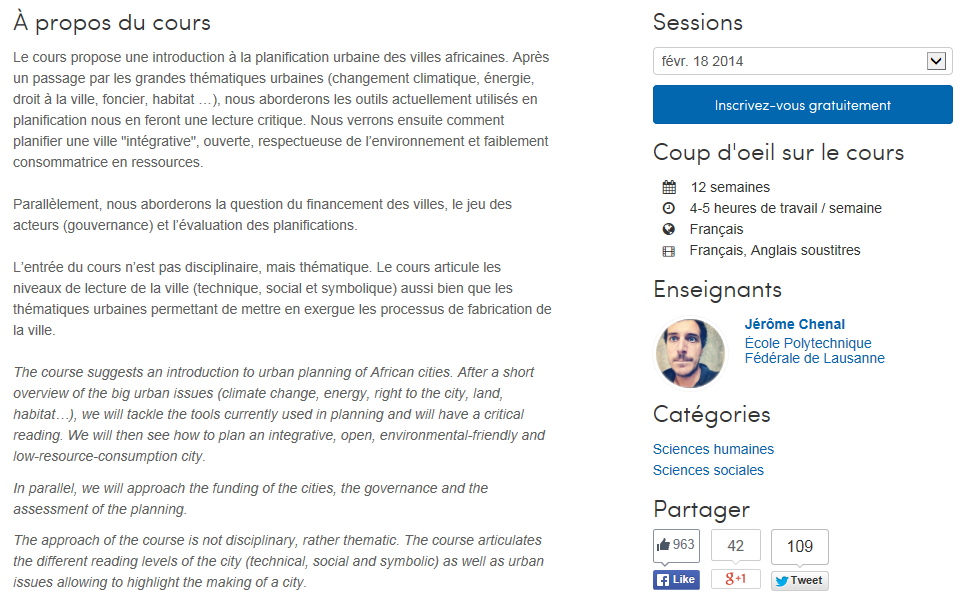 À propos du cours
Le cours propose une introduction à la planification urbaine des villes africaines. Après
un passage par les grandes thématiques urbaines (changement climatique, énergie,
droit à la ville, foncier, habitat …), nous aborderons les outils actuellement utilisés en
planification nous en feront une lecture critique. Nous verrons ensuite comment
planifier une ville "intégrative", ouverte, respectueuse de l’environnement et faiblement
consommatrice en ressources.
Parallèlement, nous aborderons la question du financement des villes, le jeu des
acteurs (gouvernance) et l’évaluation des planifications.
L’entrée du cours n’est pas disciplinaire, mais thématique. Le cours articule les
niveaux de lecture de la ville (technique, social et symbolique) aussi bien que les
thématiques urbaines permettant de mettre en exergue les processus de fabrication de
la ville.
The course suggests an introduction to urban planning of African cities. After a short
overview of the big urban issues (climate change, energy, right to the city, land,
habitat…), we will tackle the tools currently used in planning and will have a critical
reading. We will then see how to plan an integrative, open, environmental-friendly and
low-resource-consumption city.
In parallel, we will approach the funding of the cities, the governance and the
assessment of the planning.
The approach of the course is not disciplinary, rather thematic. The course articulates
the different reading levels of the city (technical, social and symbolic) as well as urban
issues allowing to highlight the making of a city.
Sessions
févr. 18 2014
Inscrivez-vous gratuitement
Coup d'oeil sur le cours
12 semaines
4-5 heures de travail / semaine
Français
Français, Anglais soustitres
Enseignants
Jérôme Chenal
École Polytechnique
Fédérale de Lausanne
Catégories
Sciences humaines
Sciences sociales
Partager
963 42 109
Like g+1 Tweet